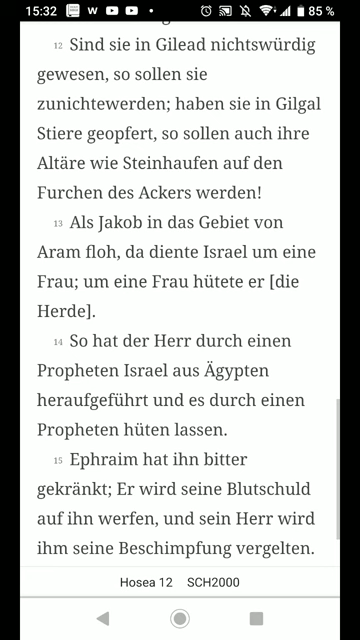 15:32 W 85 %
12 Sind sie in Gilead nichtswürdig
gewesen, so sollen sie
zunichtewerden; haben sie in Gilgal
Stiere geopfert, so sollen auch ihre
Altäre wie Steinhaufen auf den
Furchen des Ackers werden!
13 Als Jakob in das Gebiet von
Aram floh, da diente Israel um eine
Frau; um eine Frau hütete er [die
Herde].
14 So hat der Herr durch einen
Propheten Israel aus Ägypten
heraufgeführt und es durch einen
Propheten hüten lassen.
15 Ephraim hat ihn bitter
gekränkt; Er wird seine Blutschuld
auf ihn werfen, und sein Herr wird
ihm seine Beschimpfung vergelten.
Hosea 12 SCH2000